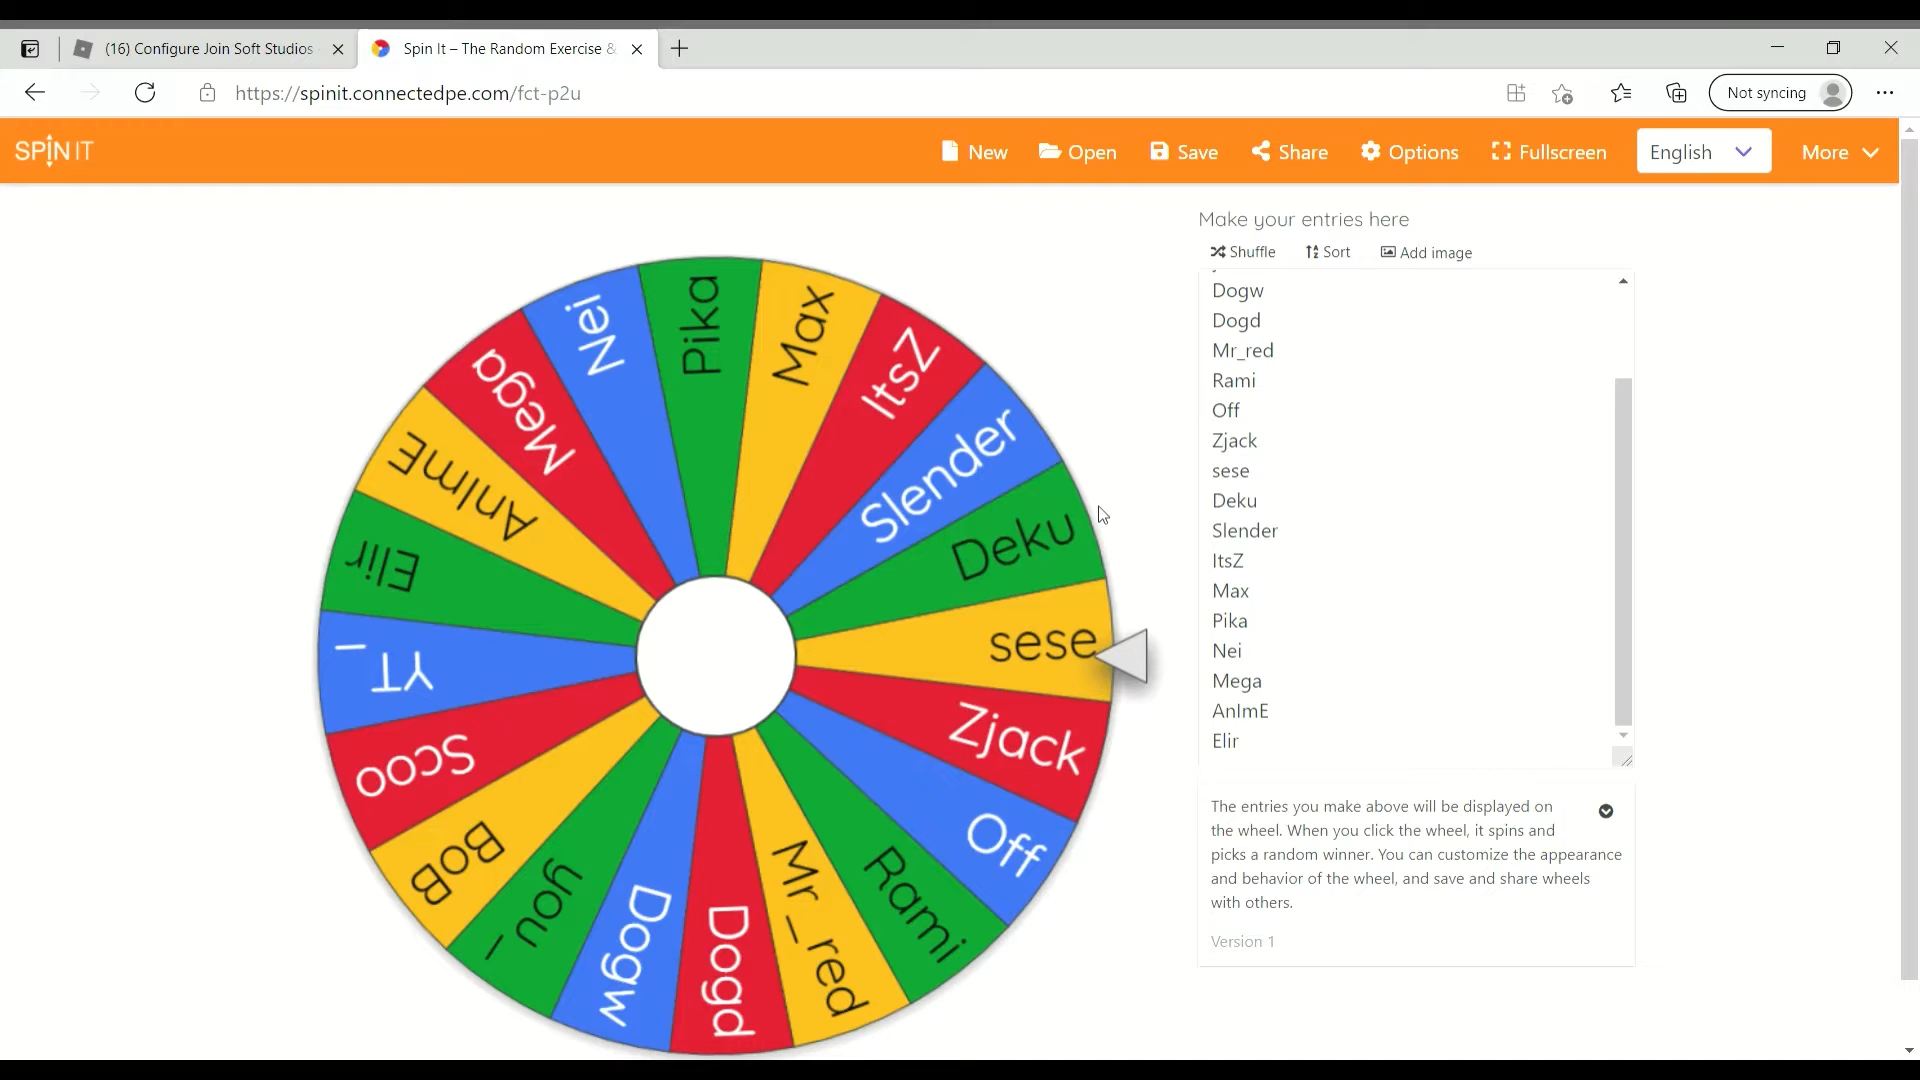 (16) Configure Join Soft Studios
Spin It – The Random Exercise &
https://spinit.connectedpe.com/fct-p2u
Not syncing
SPIN IT
New
Open
Save
Share
Options
Fullscreen
English
More
Make your entries here
Shuffle
Sort
Add image
Dogw
Dogd
Mr_red
Rami
Off
Zjack
sese
Deku
Slender
ItsZ
Max
Pika
Nei
Mega
AnImE
Elir
The entries you make above will be displayed on
the wheel. When you click the wheel, it spins and
picks a random winner. You can customize the appearance
and behavior of the wheel, and save and share wheels
with others.
Version 1
Pika
Max
ItsZ
Slender
Deku
sese
Zjack
Off
Rami
Mr_red
Dogd
Dogw
you_
BoB
Scoo
YT_
Elir
AnImE
Mega
Nei